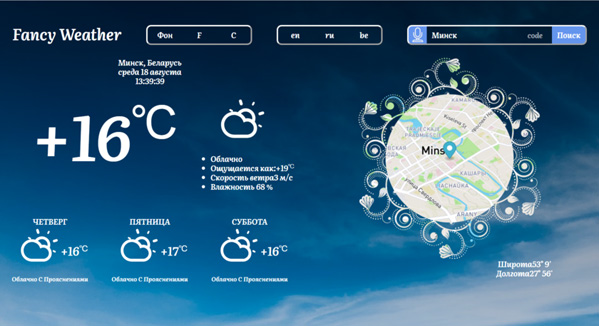 Fancy Weather
Фон F C
en ru be
Минск code Поиск
Минск, Беларусь
среда 18 августа
13:39:39
+16°C
Облачно
Ощущается как:+19°C
Скорость ветра3 м/с
Влажность 68 %
Minsk
ЧЕТВЕРГ
+16°C
Облачно С Прояснениями
ПЯТНИЦА
+17°C
Облачно С Прояснениями
СУББОТА
+16°C
Облачно С Прояснениями
Широта53° 9'
Долгота27° 56'